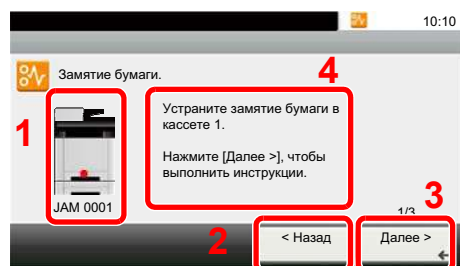 10:10
Замятие бумаги.
4
1
Устраните замятие бумаги в
кассете 1.
Нажмите [Далее >], чтобы
выполнить инструкции.
JAM 0001
3
1/3
2
< Назад
Далее >